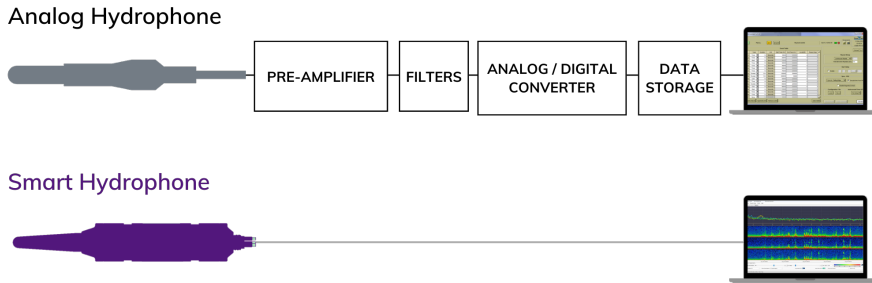 Analog Hydrophone
PRE-AMPLIFIER
FILTERS
ANALOG / DIGITAL
CONVERTER
DATA
STORAGE
Smart Hydrophone